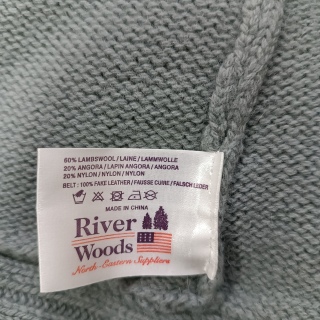 60% LAMBSWOOL / LAINE / LAMMWOLLE
20% ANGORA / LAPIN ANGORA / ANGORA
20% NYLON / NYLON / NYLON
BELT : 100% FAKE LEATHER / FAUSSE CUIRE / FALSCH LEDER
MADE IN CHINA
River
Woods
North-Eastern Suppliers